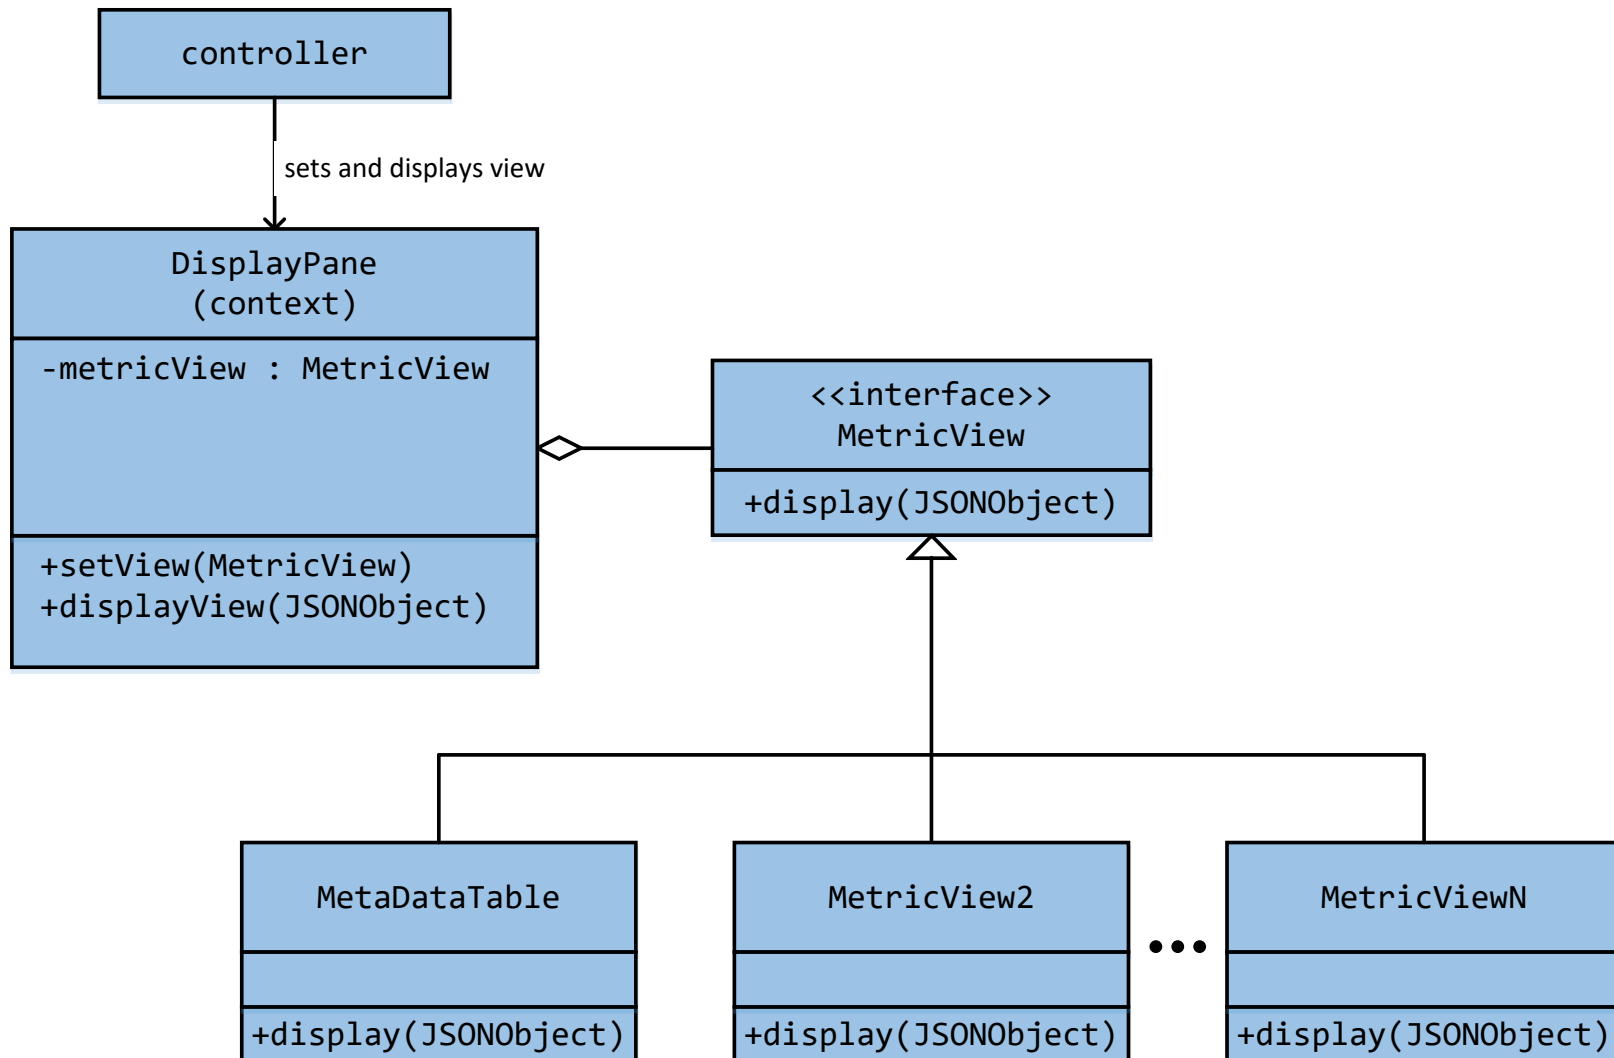 controller
sets and displays view
DisplayPane
(context)
-metricView : MetricView
+setView(MetricView)
+displayView(JSONObject)
<<interface>>
MetricView
+display(JSONObject)
MetaDataTable
+display(JSONObject)
MetricView2
+display(JSONObject)
•••
MetricViewN
+display(JSONObject)